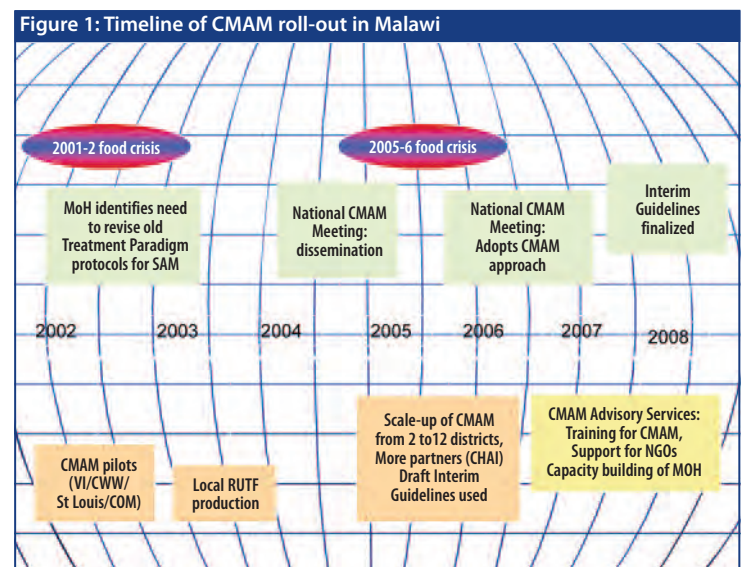 Figure 1: Timeline of CMAM roll-out in Malawi
2001-2 food crisis
2005-6 food crisis
MoH identifies need
to revise old
Treatment Paradigm
protocols for SAM
National CMAM
Meeting:
dissemination
National CMAM
Meeting:
Adopts CMAM
approach
Interim
Guidelines
finalized
2002
2003
2004
2005
2006
2007
2008
CMAM pilots
(VI/CWW/
St Louis/COM)
Local RUTF
production
Scale-up of CMAM
from 2 to12 districts,
More partners (CHAI)
Draft Interim
Guidelines used
CMAM Advisory Services:
Training for CMAM,
Support for NGOs
Capacity building of MOH